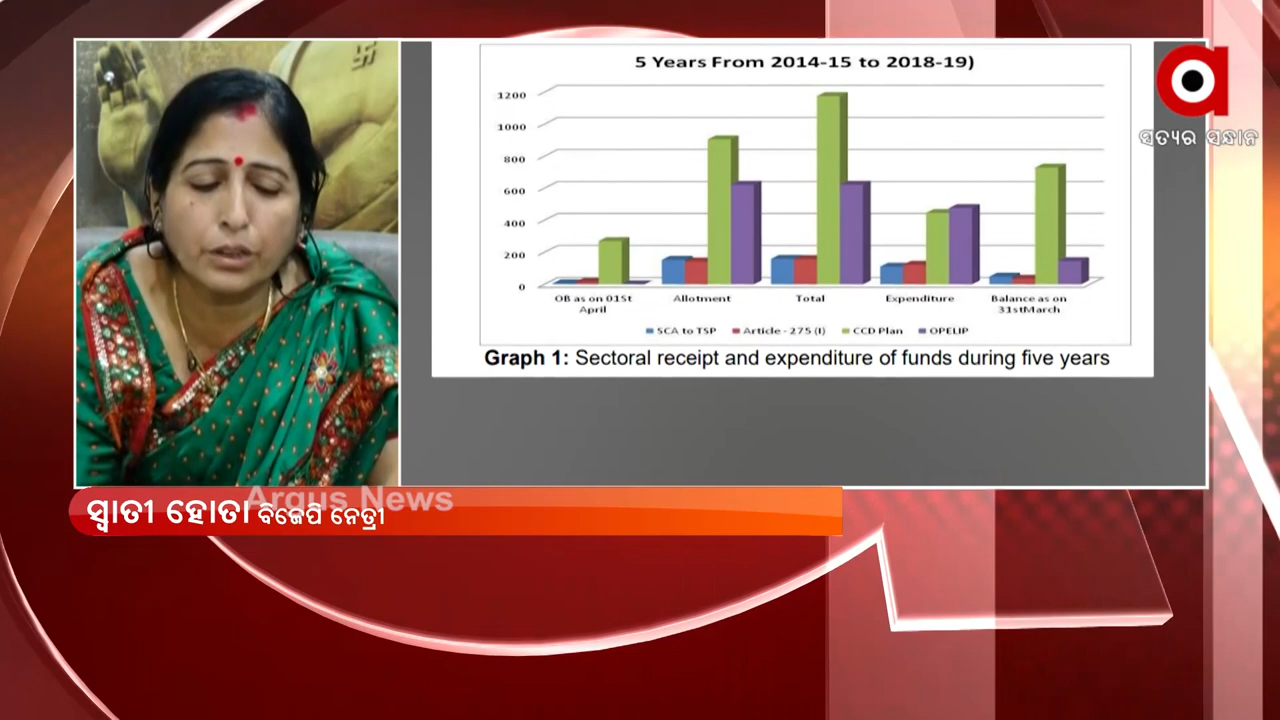 5 Years From 2014-15 to 2018-19)
1200
1000
800
600
400
200
0
OB as on 01St April
Allotment
Total
Expenditure
Balance as on 31stMarch
SCA to TSP
Article - 275 (I)
CCD Plan
OPELIP
Graph 1: Sectoral receipt and expenditure of funds during five years
ସତ୍ୟର ସନ୍ଧାନ
Argus News
ସ୍ୱାତୀ ହୋତା ବିଜେପି ନେତ୍ରୀ